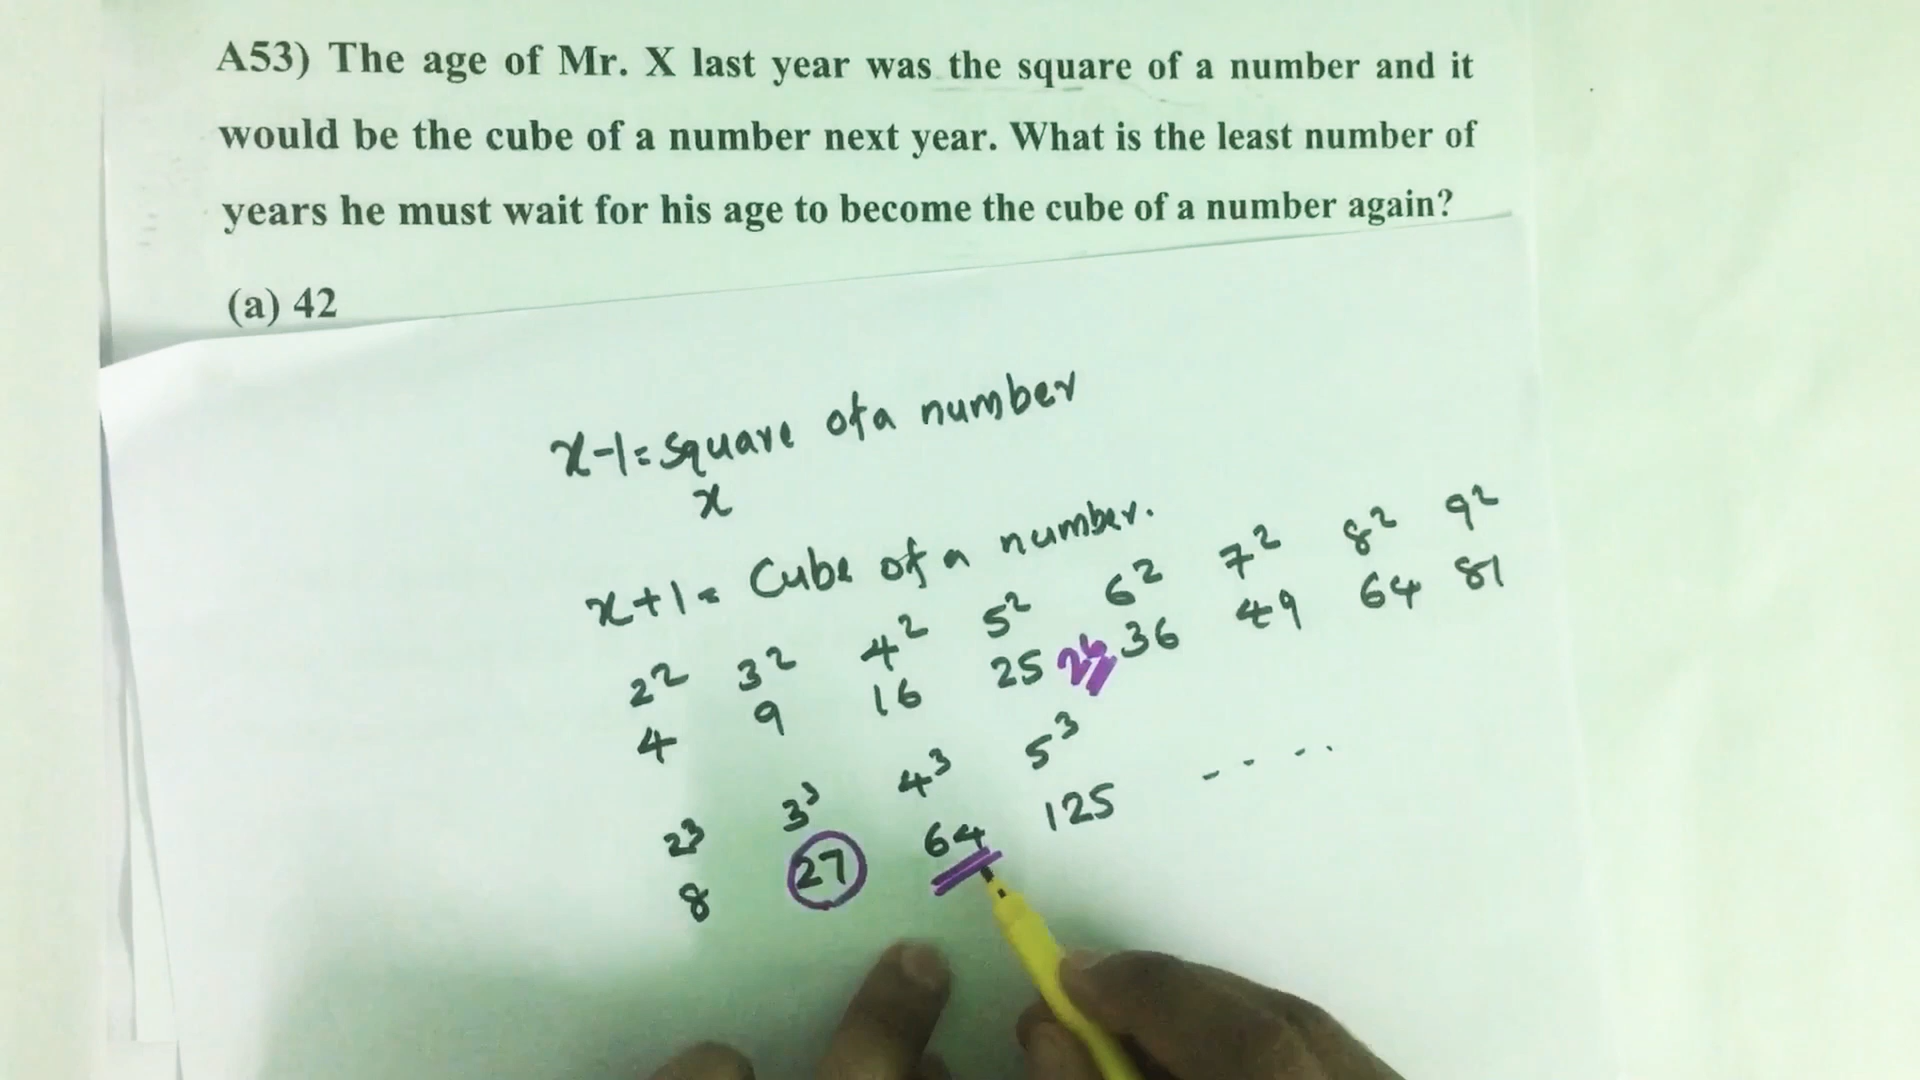 A53) The age of Mr. X last year was the square of a number and it
would be the cube of a number next year. What is the least number of
years he must wait for his age to become the cube of a number again?
(a) 42
x-1= square of a number
x
x+1= Cube of a number.
2² 3² 4² 5² 6² 7² 8² 9²
4 9 16 25 26 36 49 64 81
2³ 3³ 4³ 5³
8 27 64 125 - - - -